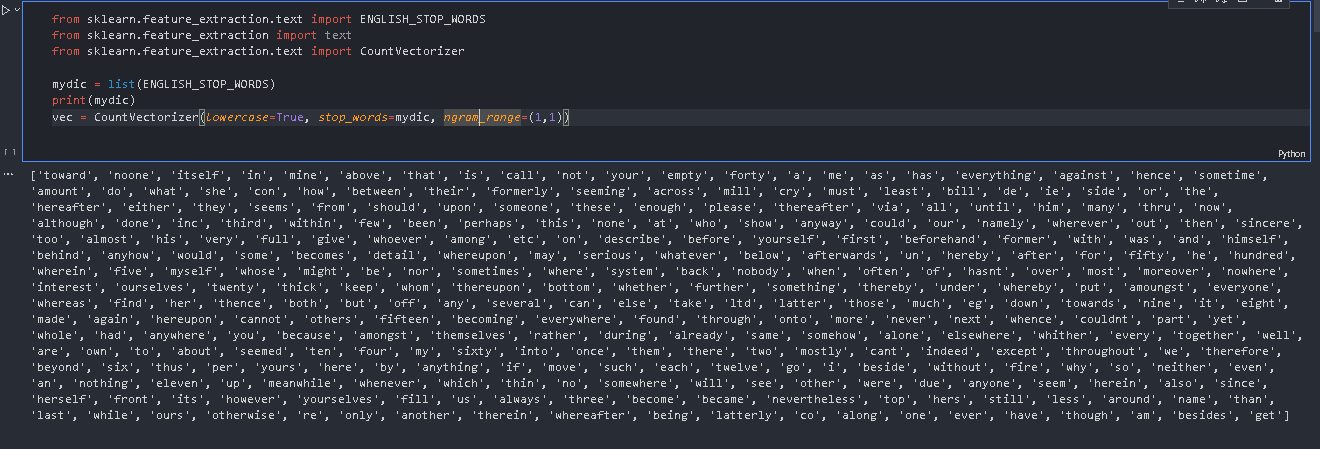 from sklearn.feature_extraction.text import ENGLISH_STOP_WORDS
from sklearn.feature_extraction import text
from sklearn.feature_extraction.text import CountVectorizer
mydic = list(ENGLISH_STOP_WORDS)
print(mydic)
vec = CountVectorizer(lowercase=True, stop_words=mydic, ngram_range=(1,1))
[ ]
Python
...
['toward', 'noone', 'itself', 'in', 'mine', 'above', 'that', 'is', 'call', 'not', 'your', 'empty', 'forty', 'a', 'me', 'as', 'has', 'everything', 'against', 'hence', 'sometime',
'amount', 'do', 'what', 'she', 'con', 'how', 'between', 'their', 'formerly', 'seeming', 'across', 'mill', 'cry', 'must', 'least', 'bill', 'de', 'ie', 'side', 'or', 'the',
'hereafter', 'either', 'they', 'seems', 'from', 'should', 'upon', 'someone', 'these', 'enough', 'please', 'thereafter', 'via', 'all', 'until', 'him', 'many', 'thru', 'now',
'although', 'done', 'inc', 'third', 'within', 'few', 'been', 'perhaps', 'this', 'none', 'at', 'who', 'show', 'anyway', 'could', 'our', 'namely', 'wherever', 'out', 'then', 'sincere',
'too', 'almost', 'his', 'very', 'full', 'give', 'whoever', 'among', 'etc', 'on', 'describe', 'before', 'yourself', 'first', 'beforehand', 'former', 'with', 'was', 'and', 'himself',
'behind', 'anyhow', 'would', 'some', 'becomes', 'detail', 'whereupon', 'may', 'serious', 'whatever', 'below', 'afterwards', 'un', 'hereby', 'after', 'for', 'fifty', 'he', 'hundred',
'wherein', 'five', 'myself', 'whose', 'might', 'be', 'nor', 'sometimes', 'where', 'system', 'back', 'nobody', 'when', 'often', 'of', 'hasnt', 'over', 'most', 'moreover', 'nowhere',
'interest', 'ourselves', 'twenty', 'thick', 'keep', 'whom', 'thereupon', 'bottom', 'whether', 'further', 'something', 'thereby', 'under', 'whereby', 'put', 'amoungst', 'everyone',
'whereas', 'find', 'her', 'thence', 'both', 'but', 'off', 'any', 'several', 'can', 'else', 'take', 'ltd', 'latter', 'those', 'much', 'eg', 'down', 'towards', 'nine', 'it', 'eight',
'made', 'again', 'hereupon', 'cannot', 'others', 'fifteen', 'becoming', 'everywhere', 'found', 'through', 'onto', 'more', 'never', 'next', 'whence', 'couldnt', 'part', 'yet',
'whole', 'had', 'anywhere', 'you', 'because', 'amongst', 'themselves', 'rather', 'during', 'already', 'same', 'somehow', 'alone', 'elsewhere', 'whither', 'every', 'together', 'well',
'are', 'own', 'to', 'about', 'seemed', 'ten', 'four', 'my', 'sixty', 'into', 'once', 'them', 'there', 'two', 'mostly', 'cant', 'indeed', 'except', 'throughout', 'we', 'therefore',
'beyond', 'six', 'thus', 'per', 'yours', 'here', 'by', 'anything', 'if', 'move', 'such', 'each', 'twelve', 'go', 'i', 'beside', 'without', 'fire', 'why', 'so', 'neither', 'even',
'an', 'nothing', 'eleven', 'up', 'meanwhile', 'whenever', 'which', 'thin', 'no', 'somewhere', 'will', 'see', 'other', 'were', 'due', 'anyone', 'seem', 'herein', 'also', 'since',
'herself', 'front', 'its', 'however', 'yourselves', 'fill', 'us', 'always', 'three', 'become', 'became', 'nevertheless', 'top', 'hers', 'still', 'less', 'around', 'name', 'than',
'last', 'while', 'ours', 'otherwise', 're', 'only', 'another', 'therein', 'whereafter', 'being', 'latterly', 'co', 'along', 'one', 'ever', 'have', 'though', 'am', 'besides', 'get']